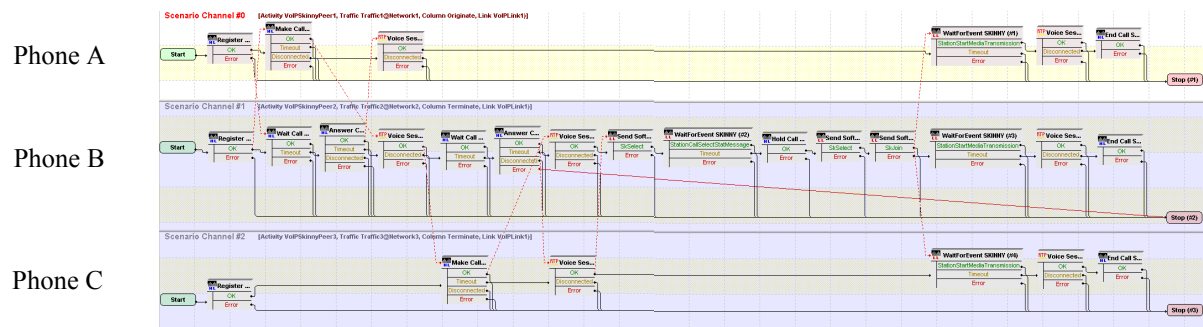 Scenario Channel #0 [Activity VoIPSkinnyPeer1, Traffic Traffic1@Network1, Column Originate, Link VoIPLink1)]
Phone A
Start
Register ...
OK
Error
Make Call...
OK
Timeout
Disconnected
Error
Voice Ses...
OK
Disconnected
Error
WaitForEvent SKINNY (#1)
StationStartMediaTransmission
Timeout
Error
Voice Ses...
OK
Disconnected
Error
End Call S...
OK
Error
Stop (#1)
Scenario Channel #1 [Activity VoIPSkinnyPeer2, Traffic Traffic2@Network2, Column Terminate, Link VoIPLink1)]
Phone B
Start
Register ...
OK
Error
Wait Call ...
OK
Timeout
Error
Answer C...
OK
Timeout
Disconnected
Error
Voice Ses...
OK
Disconnected
Error
Wait Call ...
OK
Timeout
Error
Answer C...
OK
Timeout
Disconnected
Error
Voice Ses...
OK
Disconnected
Error
Send Soft...
SkSelect
Error
WaitForEvent SKINNY (#2)
StationCallSelectStatMessage
Timeout
Error
Hold Call ...
OK
Error
Send Soft...
SkSelect
Error
Send Soft...
SkJoin
Error
WaitForEvent SKINNY (#3)
StationStartMediaTransmission
Timeout
Error
Voice Ses...
OK
Disconnected
Error
End Call S...
OK
Error
Stop (#2)
Scenario Channel #2 [Activity VoIPSkinnyPeer3, Traffic Traffic3@Network3, Column Terminate, Link VoIPLink1)]
Phone C
Start
Register ...
OK
Error
Make Call...
OK
Timeout
Disconnected
Error
Voice Ses...
OK
Disconnected
Error
WaitForEvent SKINNY (#4)
StationStartMediaTransmission
Timeout
Error
Voice Ses...
OK
Disconnected
Error
End Call S...
OK
Error
Stop (#3)